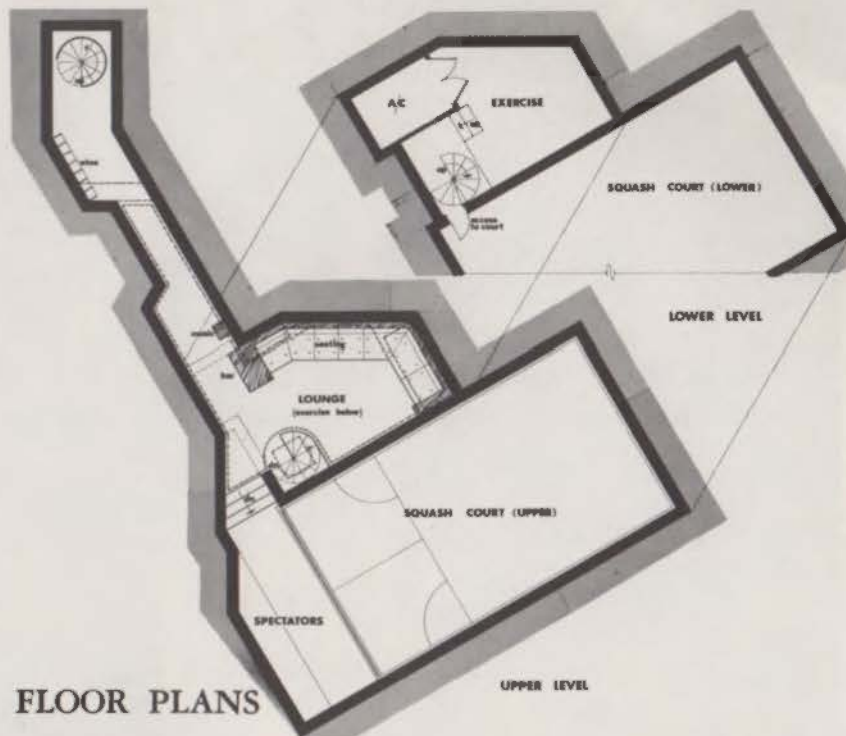 A/C
EXERCISE
SQUASH COURT (LOWER)
access
to court
LOWER LEVEL
wine
seating
bar
LOUNGE
(exercise below)
SQUASH COURT (UPPER)
SPECTATORS
UPPER LEVEL
FLOOR PLANS